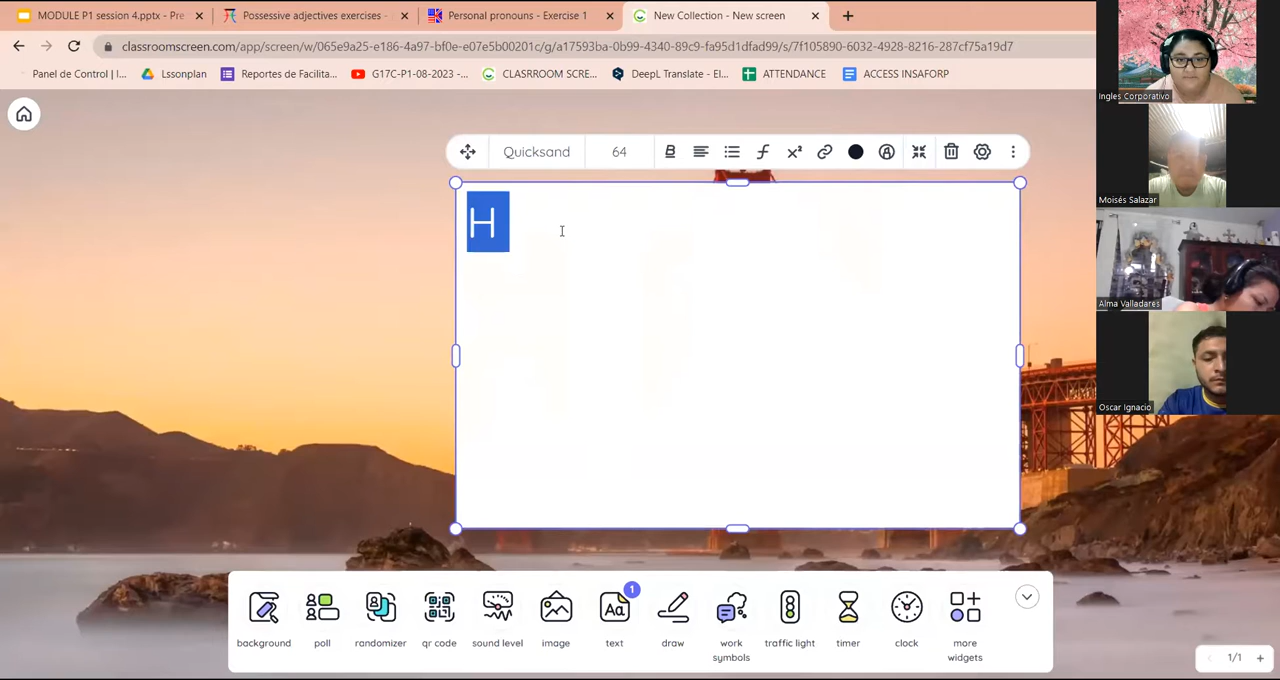 MODULE P1 session 4.pptx - Pre
Possessive adjectives exercises -
Personal pronouns - Exercise 1
New Collection - New screen
classroomscreen.com/app/screen/w/065e9a25-e186-4a97-bf0e-e07e5b00201c/g/a17593ba-0b99-4340-89c9-fa95d1dfad99/s/7f105890-6032-4928-8216-287cf75a19d7
Panel de Control | I...
Lssonplan
Reportes de Facilita...
G17C-P1-08-2023 -...
CLASSROOM SCRE...
DeepL Translate - El...
ATTENDANCE
ACCESS INSAFORP
Quicksand
64
H
Ingles Corporativo
Moisés Salazar
Alma Valladares
Oscar Ignacio
1
background
poll
randomizer
qr code
sound level
image
text
draw
work symbols
traffic light
timer
clock
more widgets
1/1